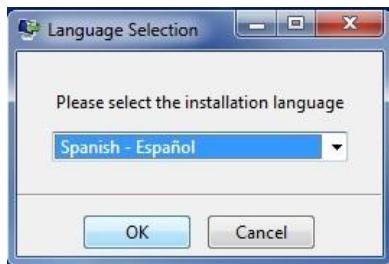 Language Selection
Please select the installation language
Spanish - Español
OK
Cancel